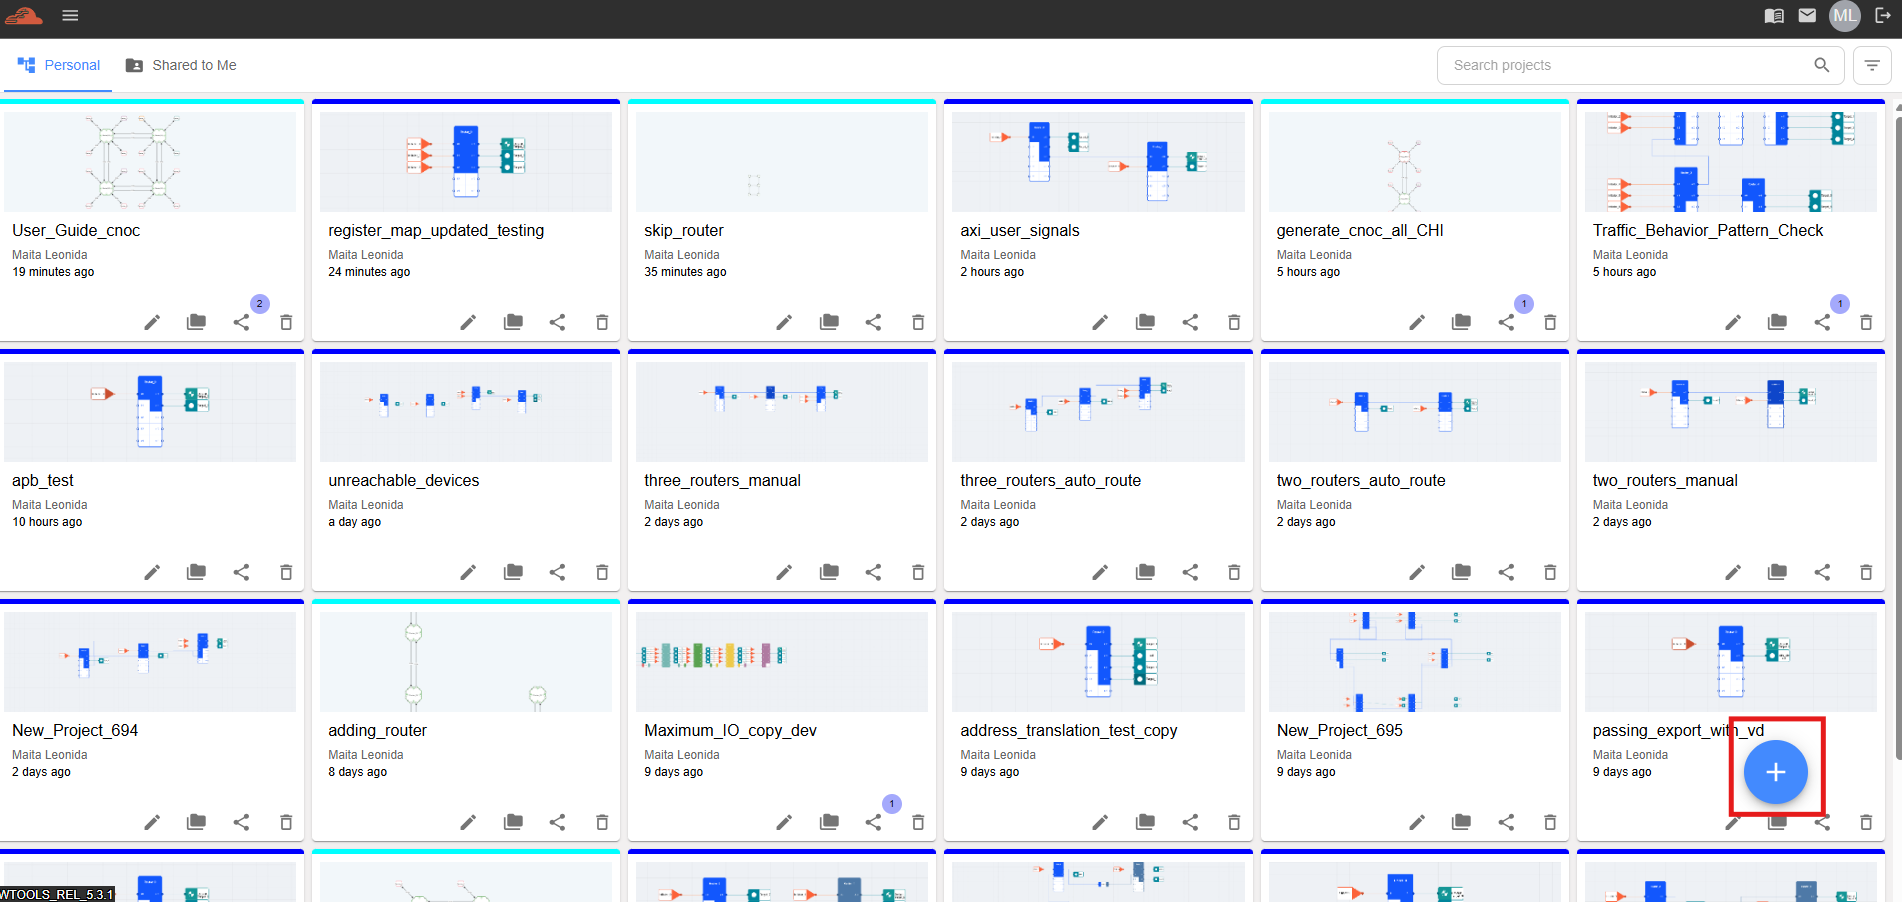 ML
Personal
Shared to Me
Search projects
User_Guide_cnoc
Maita Leonida
19 minutes ago
2
register_map_updated_testing
Maita Leonida
24 minutes ago
skip_router
Maita Leonida
35 minutes ago
axi_user_signals
Maita Leonida
2 hours ago
generate_cnoc_all_CHI
Maita Leonida
5 hours ago
1
Traffic_Behavior_Pattern_Check
Maita Leonida
5 hours ago
1
apb_test
Maita Leonida
10 hours ago
unreachable_devices
Maita Leonida
a day ago
three_routers_manual
Maita Leonida
2 days ago
three_routers_auto_route
Maita Leonida
2 days ago
two_routers_auto_route
Maita Leonida
2 days ago
two_routers_manual
Maita Leonida
2 days ago
New_Project_694
Maita Leonida
2 days ago
adding_router
Maita Leonida
8 days ago
Maximum_IO_copy_dev
Maita Leonida
9 days ago
1
address_translation_test_copy
Maita Leonida
9 days ago
New_Project_695
Maita Leonida
9 days ago
passing_export_with_vd
Maita Leonida
9 days ago
WTOOLS_REL_5.3.1